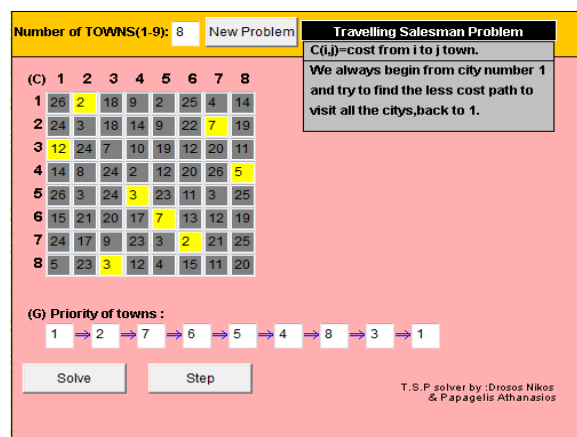 Number of TOWNS(1-9): 8 New Problem
Travelling Salesman Problem
C(i,j)=cost from i to j town.
We always begin from city number 1
and try to find the less cost path to
visit all the citys,back to 1.
(C) 1 2 3 4 5 6 7 8
1 26 2 18 9 2 25 4 14
2 24 3 18 14 9 22 7 19
3 12 24 7 10 19 12 20 11
4 14 8 24 2 12 20 26 5
5 26 3 24 3 23 11 3 25
6 15 21 20 17 7 13 12 19
7 24 17 9 23 3 2 21 25
8 5 23 3 12 4 15 11 20
(G) Priority of towns :
1 ⇒ 2 ⇒ 7 ⇒ 6 ⇒ 5 ⇒ 4 ⇒ 8 ⇒ 3 ⇒ 1
Solve Step
T.S.P solver by :Drosos Nikos
& Papagelis Athanasios